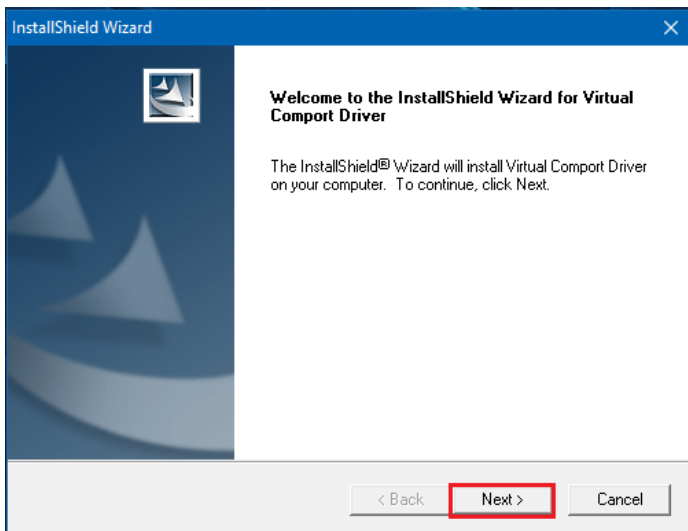 InstallShield Wizard
Welcome to the InstallShield Wizard for Virtual
Comport Driver
The InstallShield® Wizard will install Virtual Comport Driver
on your computer.  To continue, click Next.
< Back
Next >
Cancel